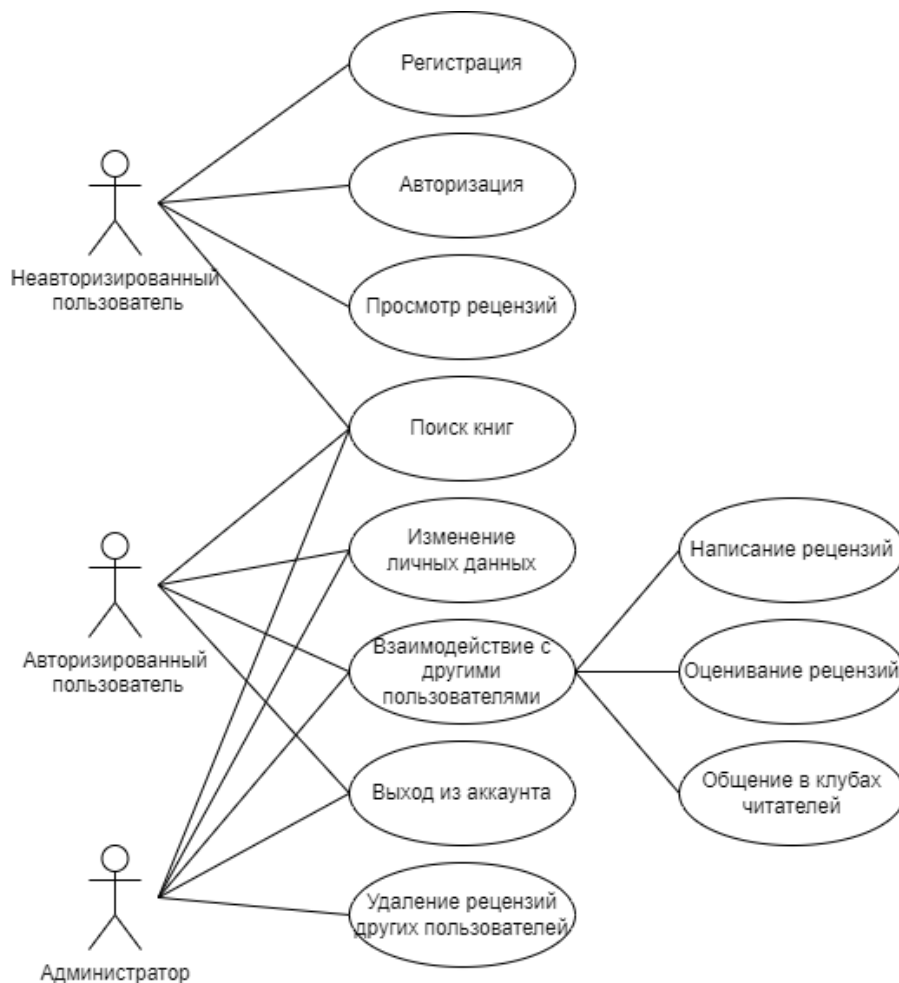 Регистрация
Авторизация
Неавторизированный
пользователь
Просмотр рецензий
Поиск книг
Изменение
личных данных
Написание рецензий
Авторизированный
пользователь
Взаимодействие с
другими
пользователями
Оценивание рецензий
Выход из аккаунта
Общение в клубах
читателей
Удаление рецензий
других пользователей
Администратор